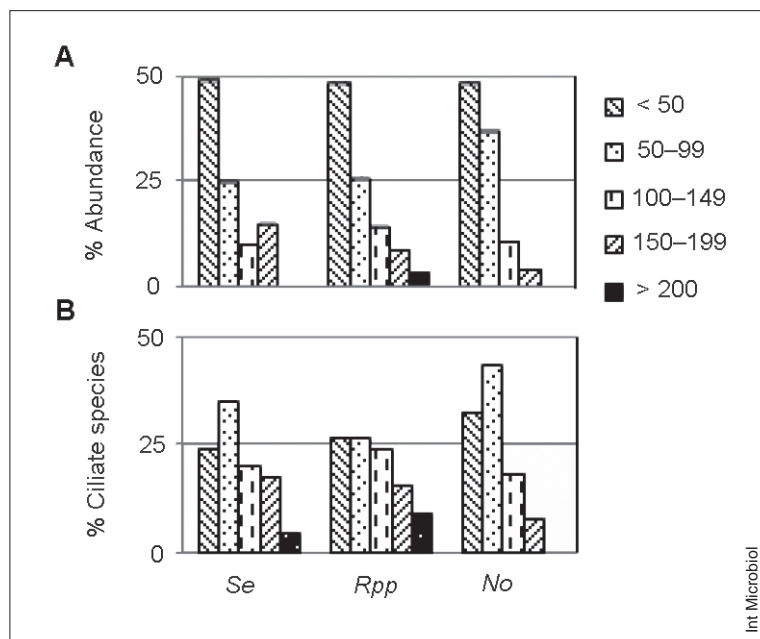 A
50
25
0
% Abundance
< 50
50–99
100–149
150–199
> 200
B
50
25
0
% Ciliate species
Se Rpp No
Int Microbiol